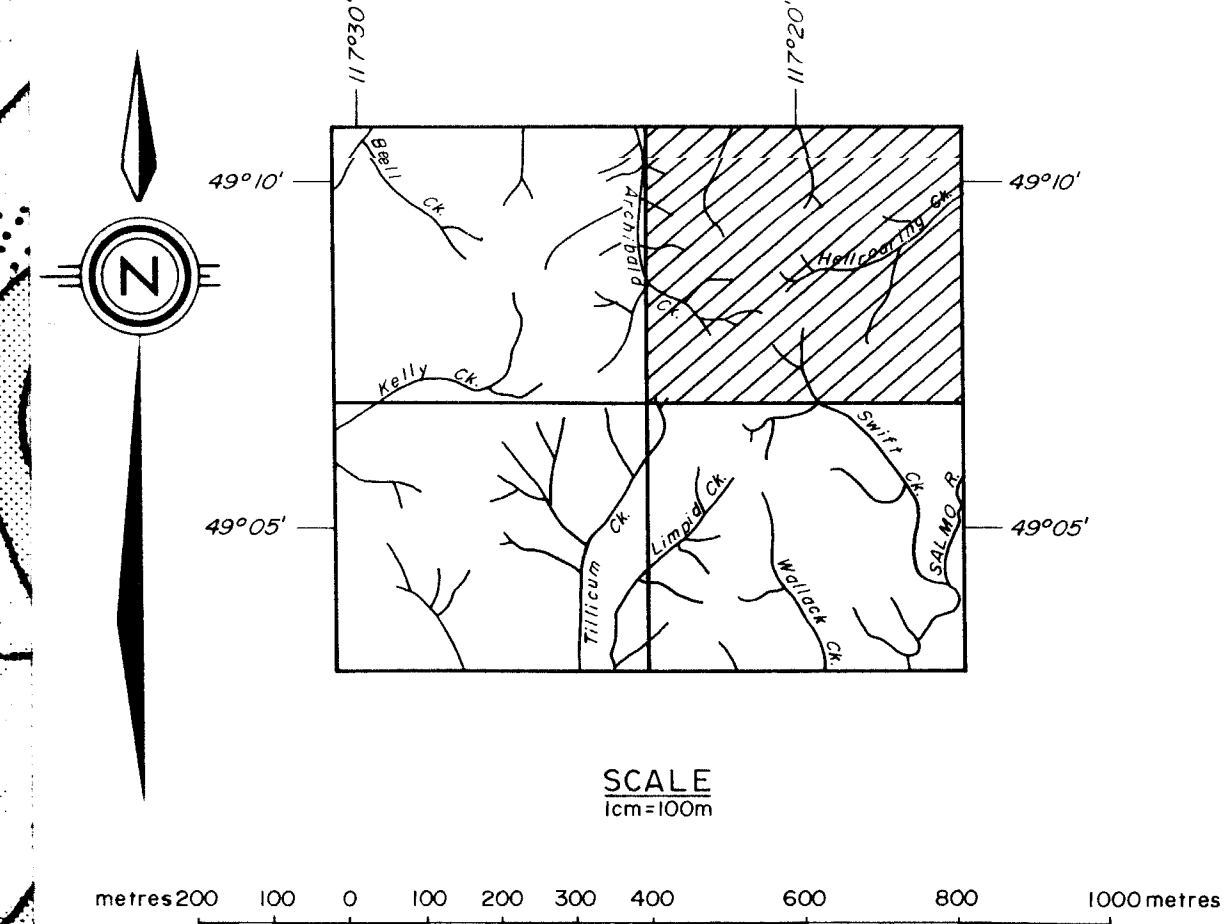 117°30'
117°20'
49°10'
49°10'
Beell Ck.
Archibald Ck.
Hellroaring Ck.
Kelly Ck.
Swift Ck.
49°05'
49°05'
Tillicum Ck.
Limpid Ck.
Wallack Ck.
SALMO R.
N
SCALE
1cm=100m
metres 200 100 0 100 200 300 400 600 800 1000 metres